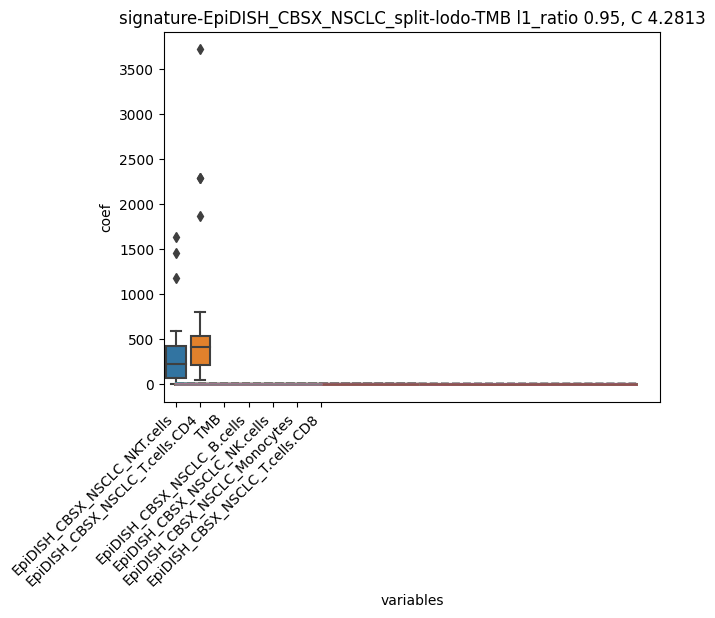 signature-EpiDISH_CBSX_NSCLC_split-lodo-TMB l1_ratio 0.95, C 4.2813
3500
3000
2500
2000
1500
1000
500
0
coef
EpiDISH_CBSX_NSCLC_NKT.cells
EpiDISH_CBSX_NSCLC_T.cells.CD4
TMB
EpiDISH_CBSX_NSCLC_B.cells
EpiDISH_CBSX_NSCLC_NK.cells
EpiDISH_CBSX_NSCLC_Monocytes
EpiDISH_CBSX_NSCLC_T.cells.CD8
variables